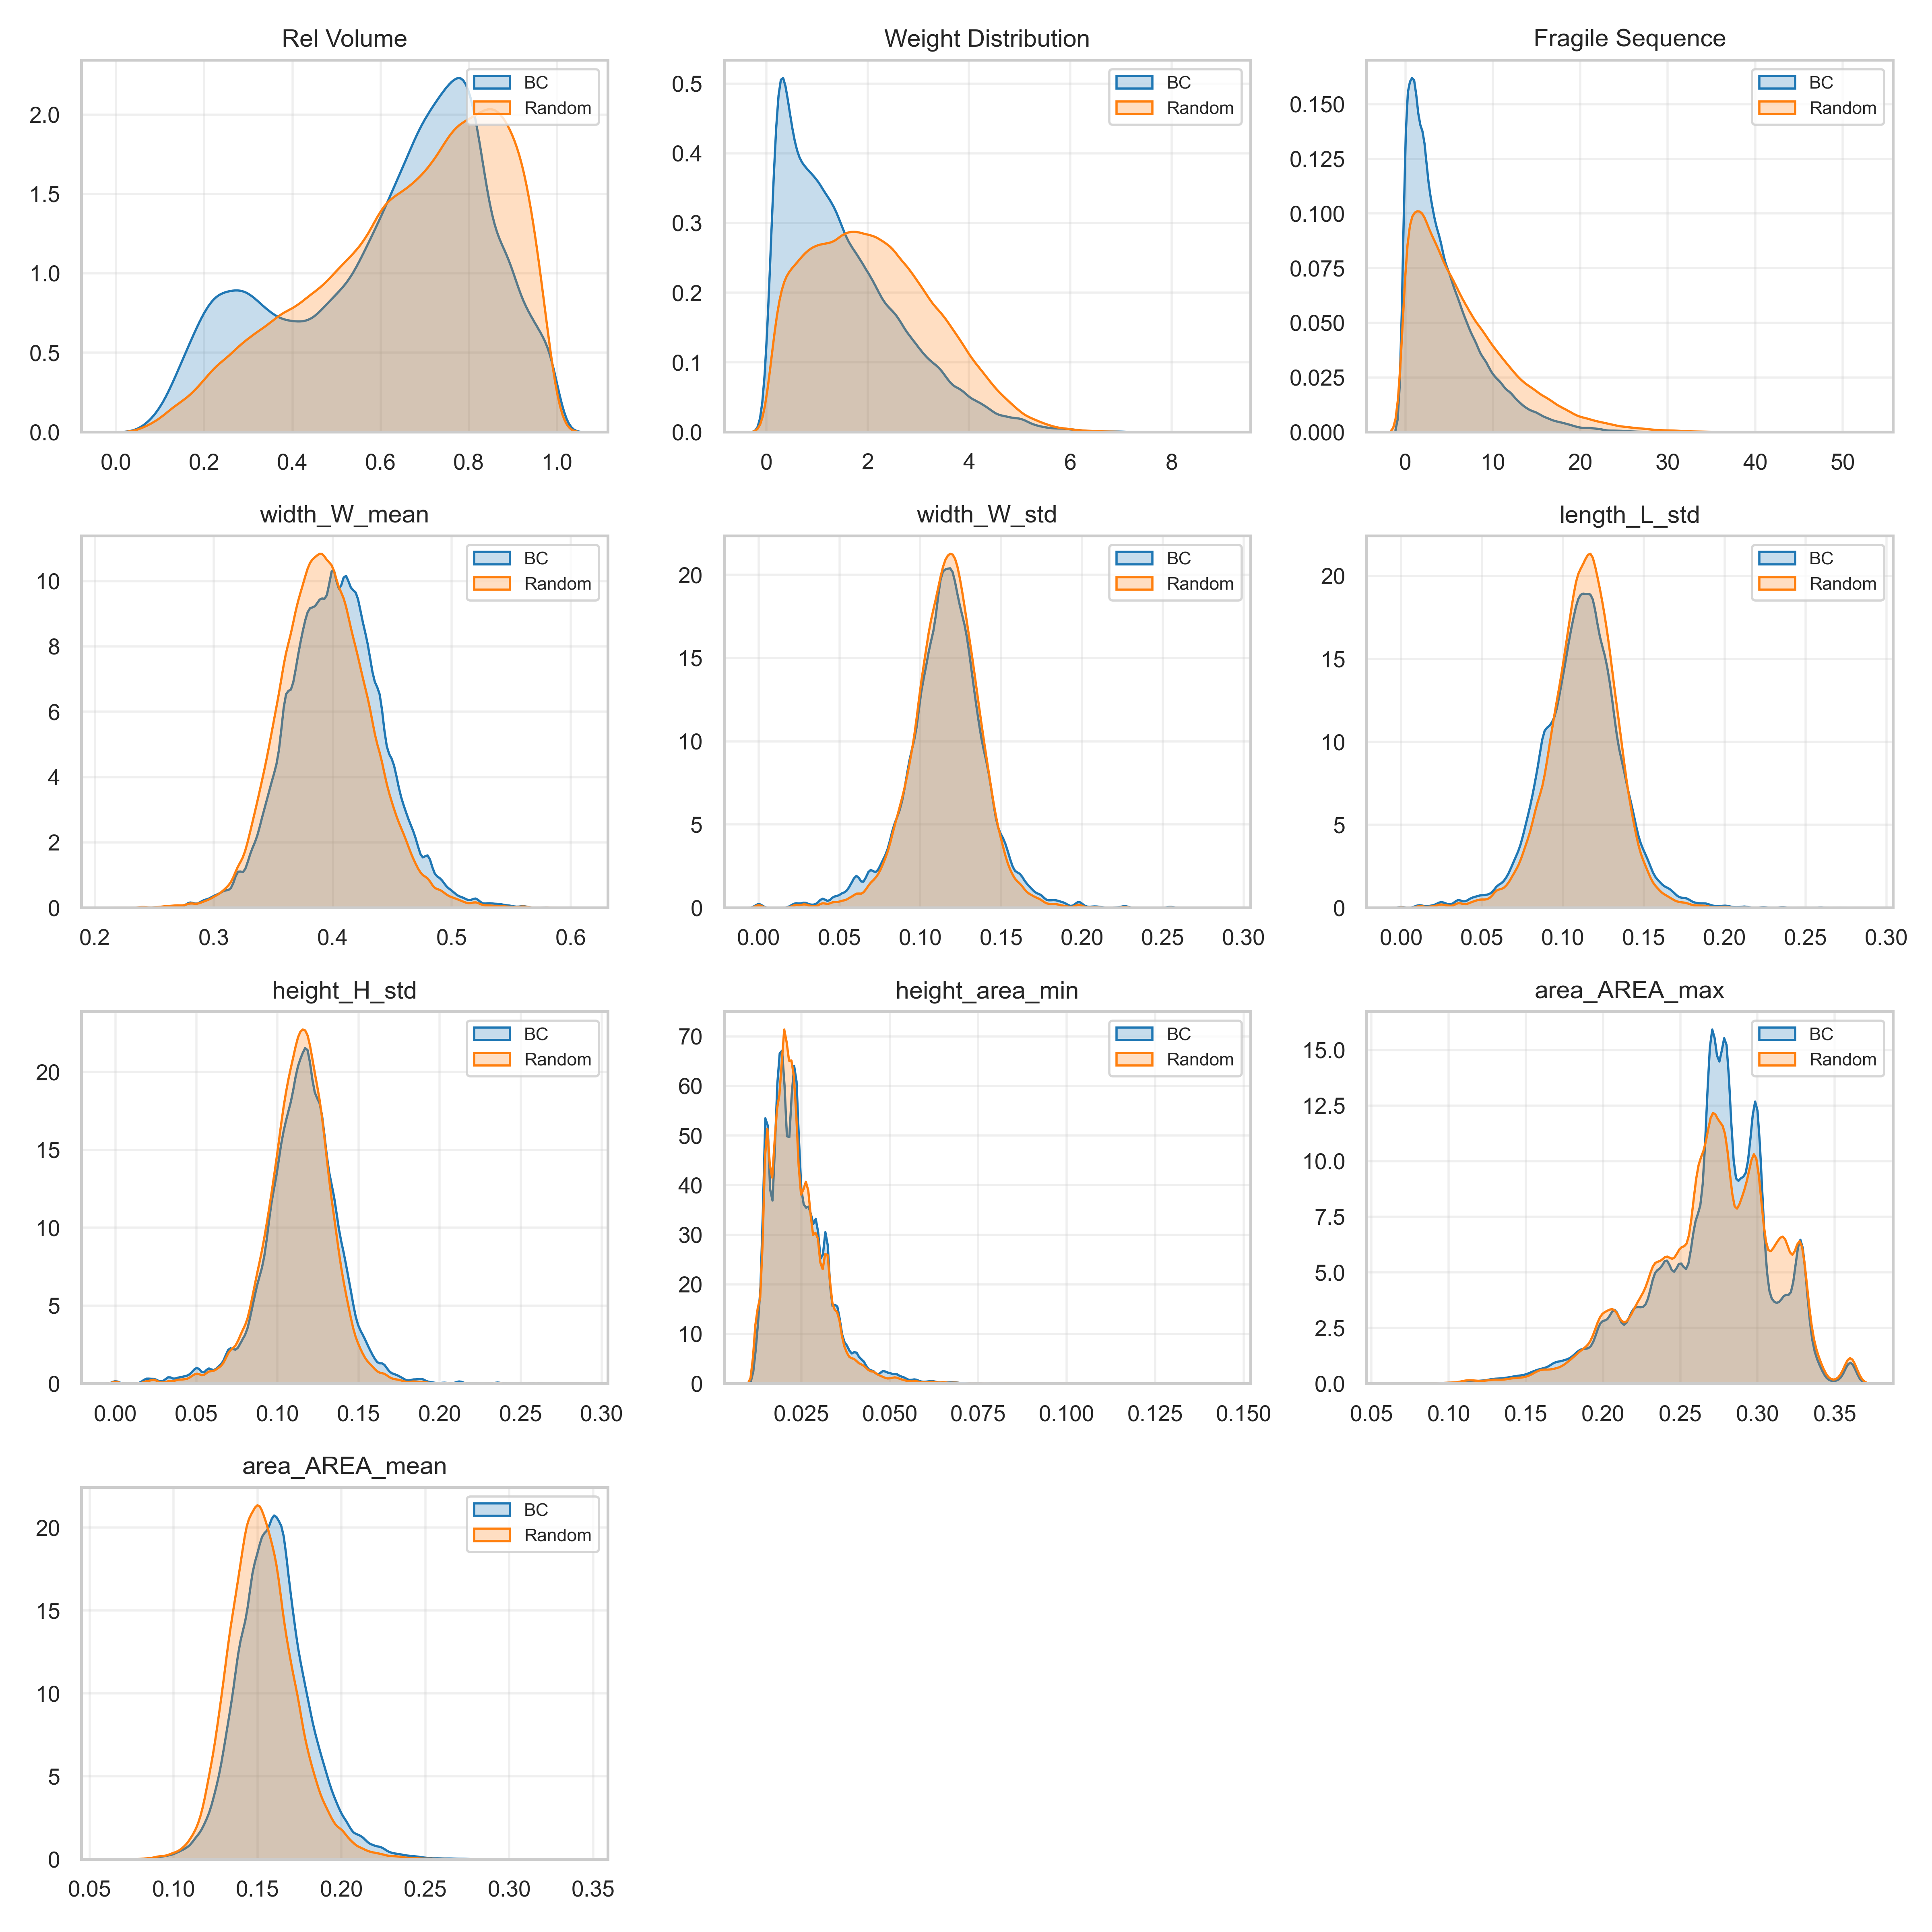 Rel Volume
Weight Distribution
Fragile Sequence
2.0
1.5
1.0
0.5
0.0
BC
Random
0.0 0.2 0.4 0.6 0.8 1.0
0.5
0.4
0.3
0.2
0.1
0.0
BC
Random
0 2 4 6 8
0.150
0.125
0.100
0.075
0.050
0.025
0.000
BC
Random
0 10 20 30 40 50
width_W_mean
width_W_std
length_L_std
10
8
6
4
2
0
BC
Random
0.2 0.3 0.4 0.5 0.6
20
15
10
5
0
BC
Random
0.00 0.05 0.10 0.15 0.20 0.25 0.30
20
15
10
5
0
BC
Random
0.00 0.05 0.10 0.15 0.20 0.25 0.30
height_H_std
height_area_min
area_AREA_max
20
15
10
5
0
BC
Random
0.00 0.05 0.10 0.15 0.20 0.25 0.30
70
60
50
40
30
20
10
0
BC
Random
0.025 0.050 0.075 0.100 0.125 0.150
15.0
12.5
10.0
7.5
5.0
2.5
0.0
BC
Random
0.05 0.10 0.15 0.20 0.25 0.30 0.35
area_AREA_mean
20
15
10
5
0
BC
Random
0.05 0.10 0.15 0.20 0.25 0.30 0.35